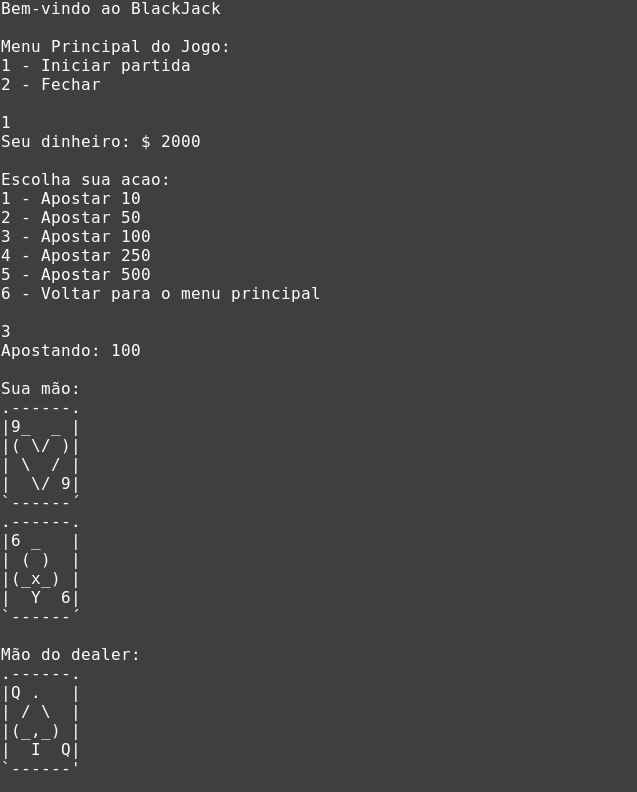 Bem-vindo ao BlackJack

Menu Principal do Jogo:
1 - Iniciar partida
2 - Fechar

1
Seu dinheiro: $ 2000

Escolha sua acao:
1 - Apostar 10
2 - Apostar 50
3 - Apostar 100
4 - Apostar 250
5 - Apostar 500
6 - Voltar para o menu principal

3
Apostando: 100

Sua mão:
.------.
|9_  _ |
|( \/ )|
| \  / |
|  \/ 9|
`------´
.------.
|6 _   |
| ( )  |
|(_x_) |
|  Y  6|
`------´

Mão do dealer:
.------.
|Q .   |
| / \  |
|(_,_) |
|  I  Q|
`------'